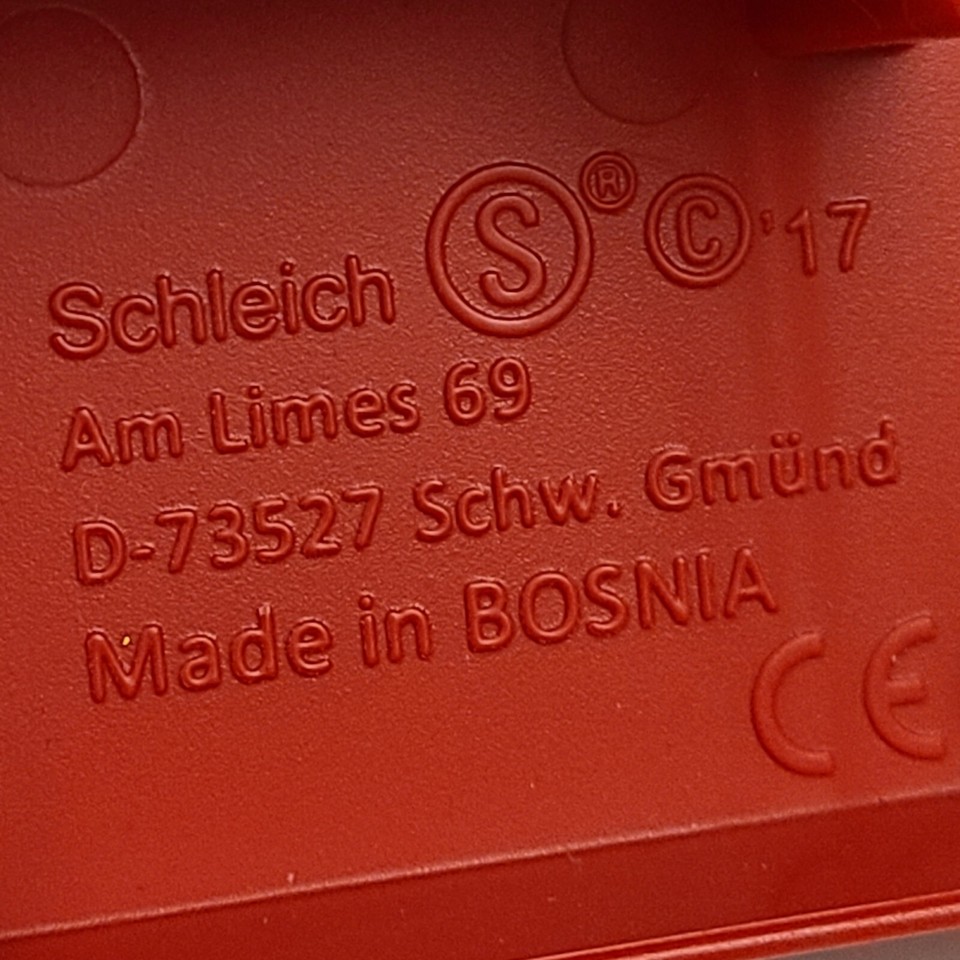 Schleich Ⓢ ® © '17
Am Limes 69
D-73527 Schw. Gmünd
Made in BOSNIA
CE